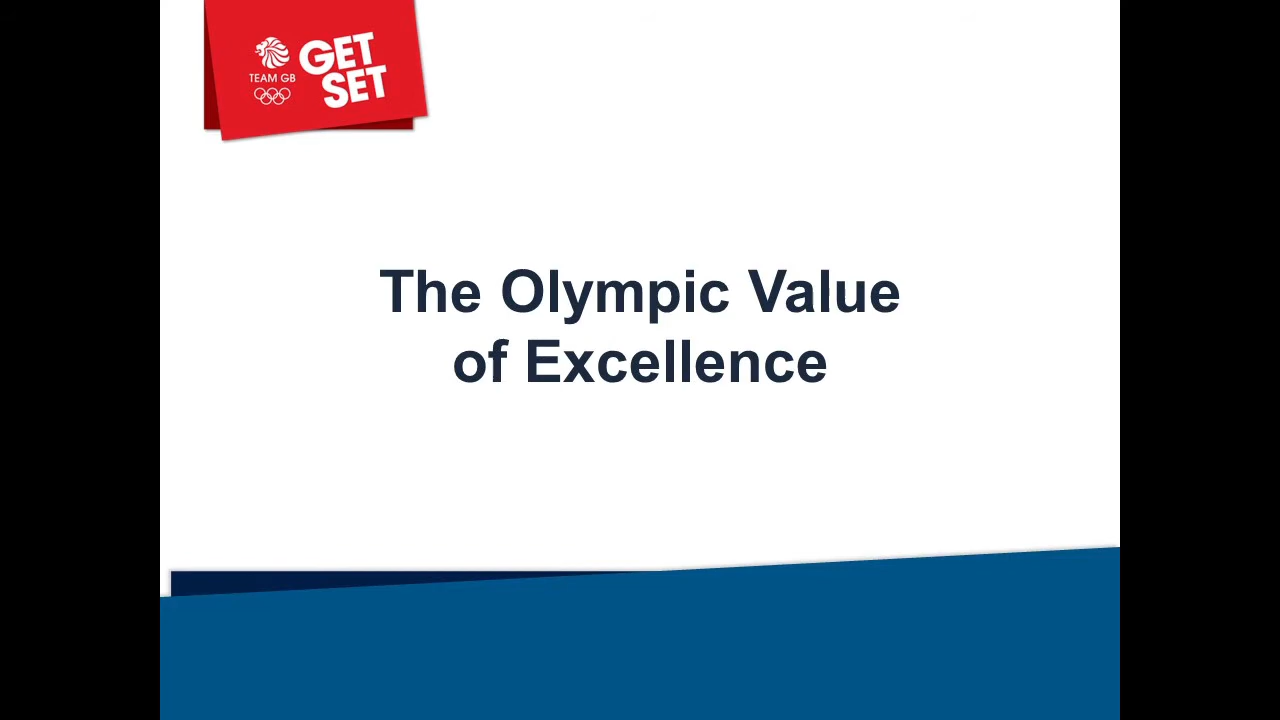 TEAM GB
GET
SET
The Olympic Value
of Excellence